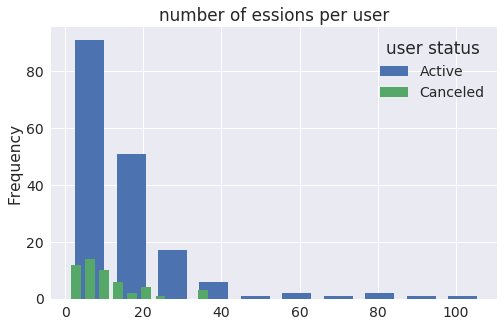 number of essions per user
user status
Active
Canceled
Frequency
80
60
40
20
0
0 20 40 60 80 100